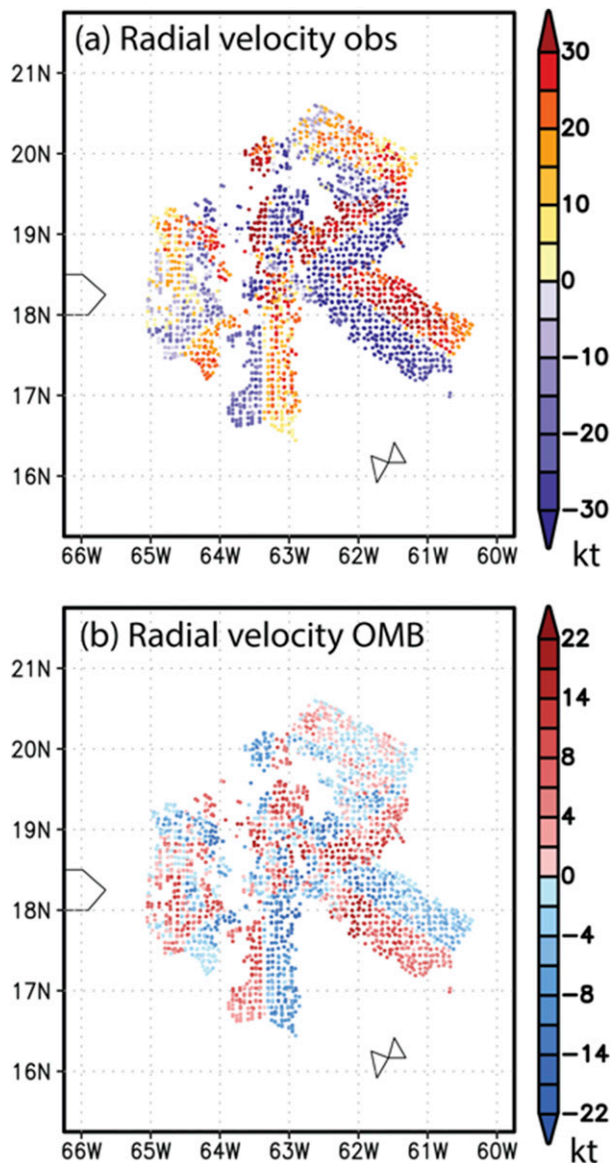 (a) Radial velocity obs
21N
20N
19N
18N
17N
16N
66W 65W 64W 63W 62W 61W 60W
30
20
10
0
−10
−20
−30
kt
(b) Radial velocity OMB
21N
20N
19N
18N
17N
16N
66W 65W 64W 63W 62W 61W 60W
22
14
8
4
0
−4
−8
−14
−22
kt